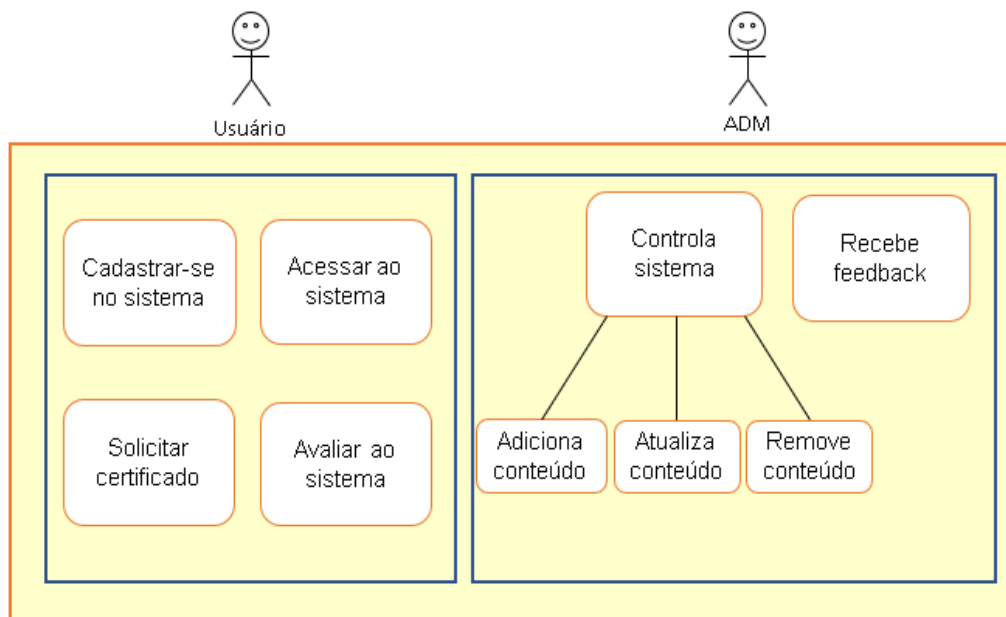 Usuário
ADM
Cadastrar-se
no sistema
Acessar ao
sistema
Solicitar
certificado
Avaliar ao
sistema
Controla
sistema
Recebe
feedback
Adiciona
conteúdo
Atualiza
conteúdo
Remove
conteúdo